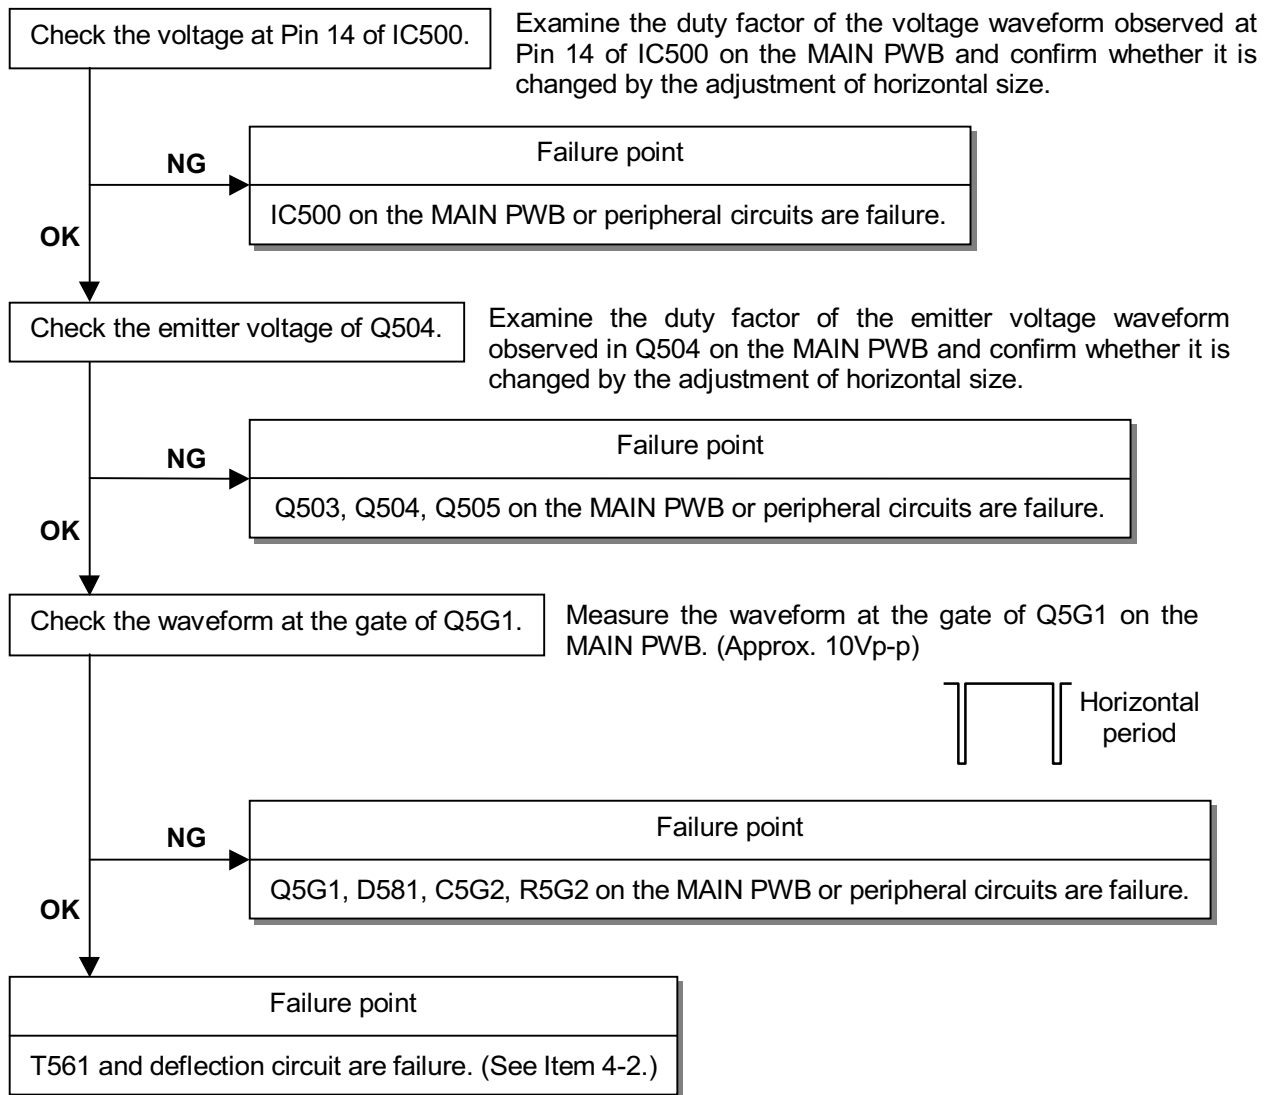 Check the voltage at Pin 14 of IC500.
Examine the duty factor of the voltage waveform observed at
Pin 14 of IC500 on the MAIN PWB and confirm whether it is
changed by the adjustment of horizontal size.
NG
Failure point
IC500 on the MAIN PWB or peripheral circuits are failure.
OK
Check the emitter voltage of Q504.
Examine the duty factor of the emitter voltage waveform
observed in Q504 on the MAIN PWB and confirm whether it is
changed by the adjustment of horizontal size.
NG
Failure point
Q503, Q504, Q505 on the MAIN PWB or peripheral circuits are failure.
OK
Check the waveform at the gate of Q5G1.
Measure the waveform at the gate of Q5G1 on the
MAIN PWB. (Approx. 10Vp-p)
Horizontal
period
NG
Failure point
Q5G1, D581, C5G2, R5G2 on the MAIN PWB or peripheral circuits are failure.
OK
Failure point
T561 and deflection circuit are failure. (See Item 4-2.)